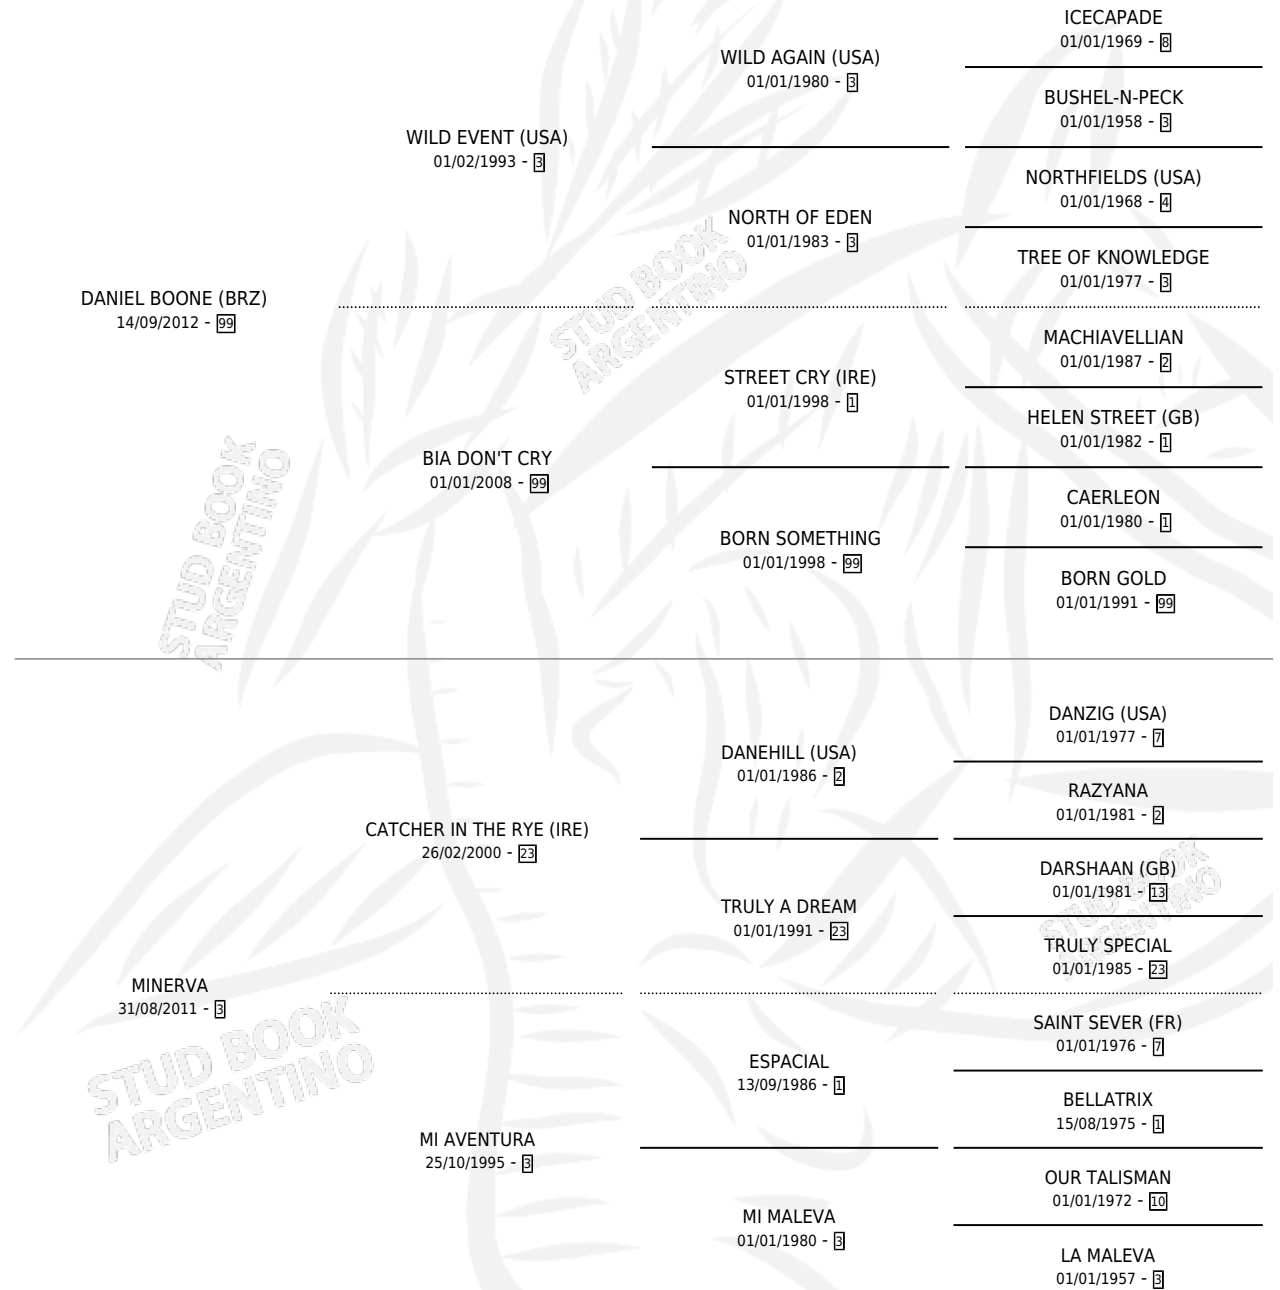 ICECAPADE
01/01/1969 - 8
WILD AGAIN (USA)
01/01/1980 - 3
BUSHEL-N-PECK
01/01/1958 - 3
WILD EVENT (USA)
01/02/1993 - 3
NORTHFIELDS (USA)
01/01/1968 - 4
NORTH OF EDEN
01/01/1983 - 3
TREE OF KNOWLEDGE
01/01/1977 - 3
DANIEL BOONE (BRZ)
14/09/2012 - 99
MACHIAVELLIAN
01/01/1987 - 2
STREET CRY (IRE)
01/01/1998 - 1
HELEN STREET (GB)
01/01/1982 - 1
BIA DON'T CRY
01/01/2008 - 99
CAERLEON
01/01/1980 - 1
BORN SOMETHING
01/01/1998 - 99
BORN GOLD
01/01/1991 - 99
DANZIG (USA)
01/01/1977 - 7
DANEHILL (USA)
01/01/1986 - 2
RAZYANA
01/01/1981 - 2
CATCHER IN THE RYE (IRE)
26/02/2000 - 23
DARSHAAN (GB)
01/01/1981 - 13
TRULY A DREAM
01/01/1991 - 23
TRULY SPECIAL
01/01/1985 - 23
MINERVA
31/08/2011 - 3
SAINT SEVER (FR)
01/01/1976 - 7
ESPACIAL
13/09/1986 - 1
BELLATRIX
15/08/1975 - 1
MI AVENTURA
25/10/1995 - 3
OUR TALISMAN
01/01/1972 - 10
MI MALEVA
01/01/1980 - 3
LA MALEVA
01/01/1957 - 3
STUD BOOK
ARGENTINO
STUD BOOK
ARGENTINO
STUD BOOK
ARGENTINO
STUD BOOK
ARGENTINO